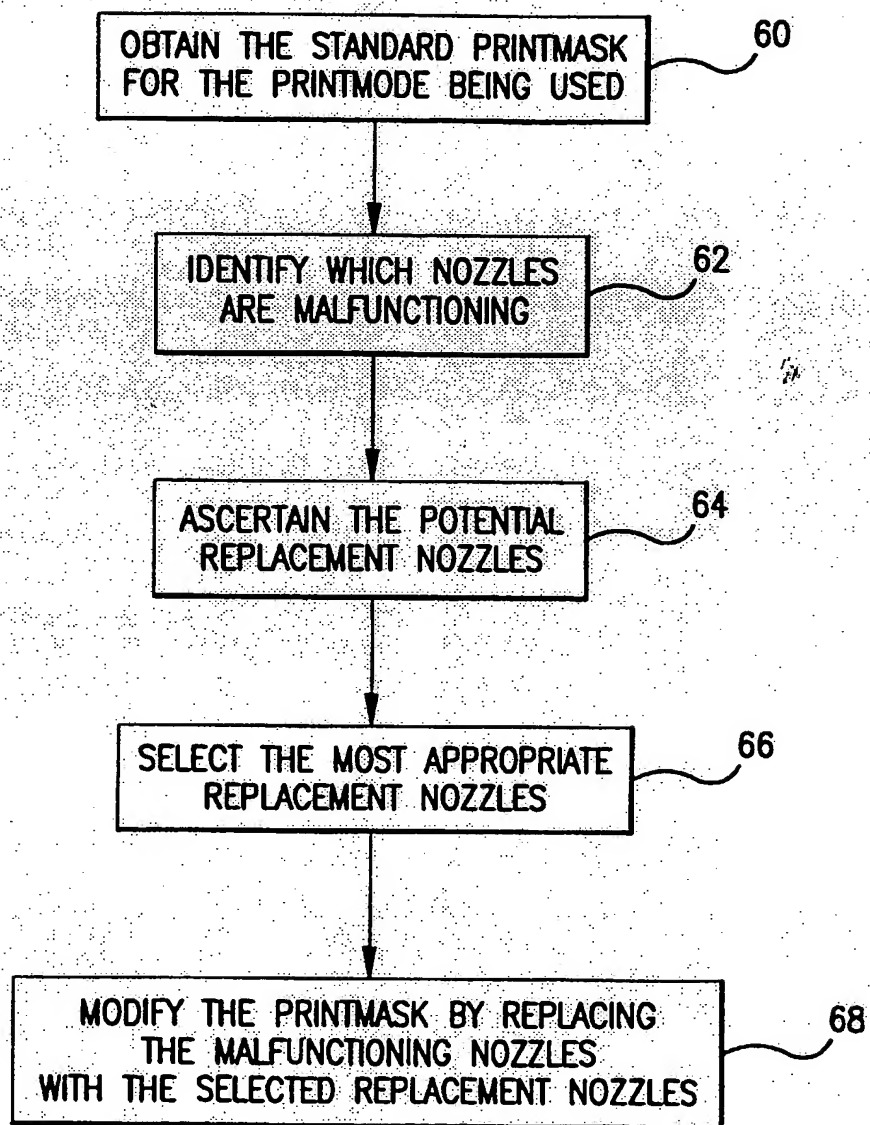 OBTAIN THE STANDARD PRINTMASK
FOR THE PRINTMODE BEING USED
60
IDENTIFY WHICH NOZZLES
ARE MALFUNCTIONING
62
ASCERTAIN THE POTENTIAL
REPLACEMENT NOZZLES
64
SELECT THE MOST APPROPRIATE
REPLACEMENT NOZZLES
66
MODIFY THE PRINTMASK BY REPLACING
THE MALFUNCTIONING NOZZLES
WITH THE SELECTED REPLACEMENT NOZZLES
68